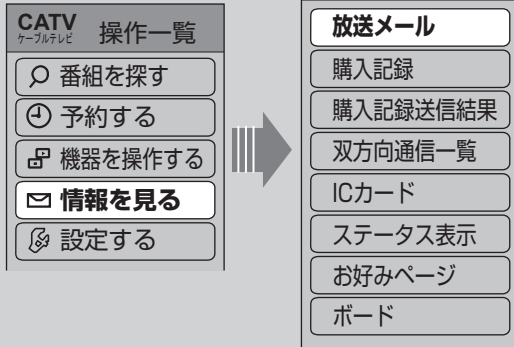 CATV 操作一覧
ケーブルテレビ
番組を探す
予約する
機器を操作する
情報を見る
設定する
放送メール
購入記録
購入記録送信結果
双方向通信一覧
ICカード
ステータス表示
お好みページ
ボード